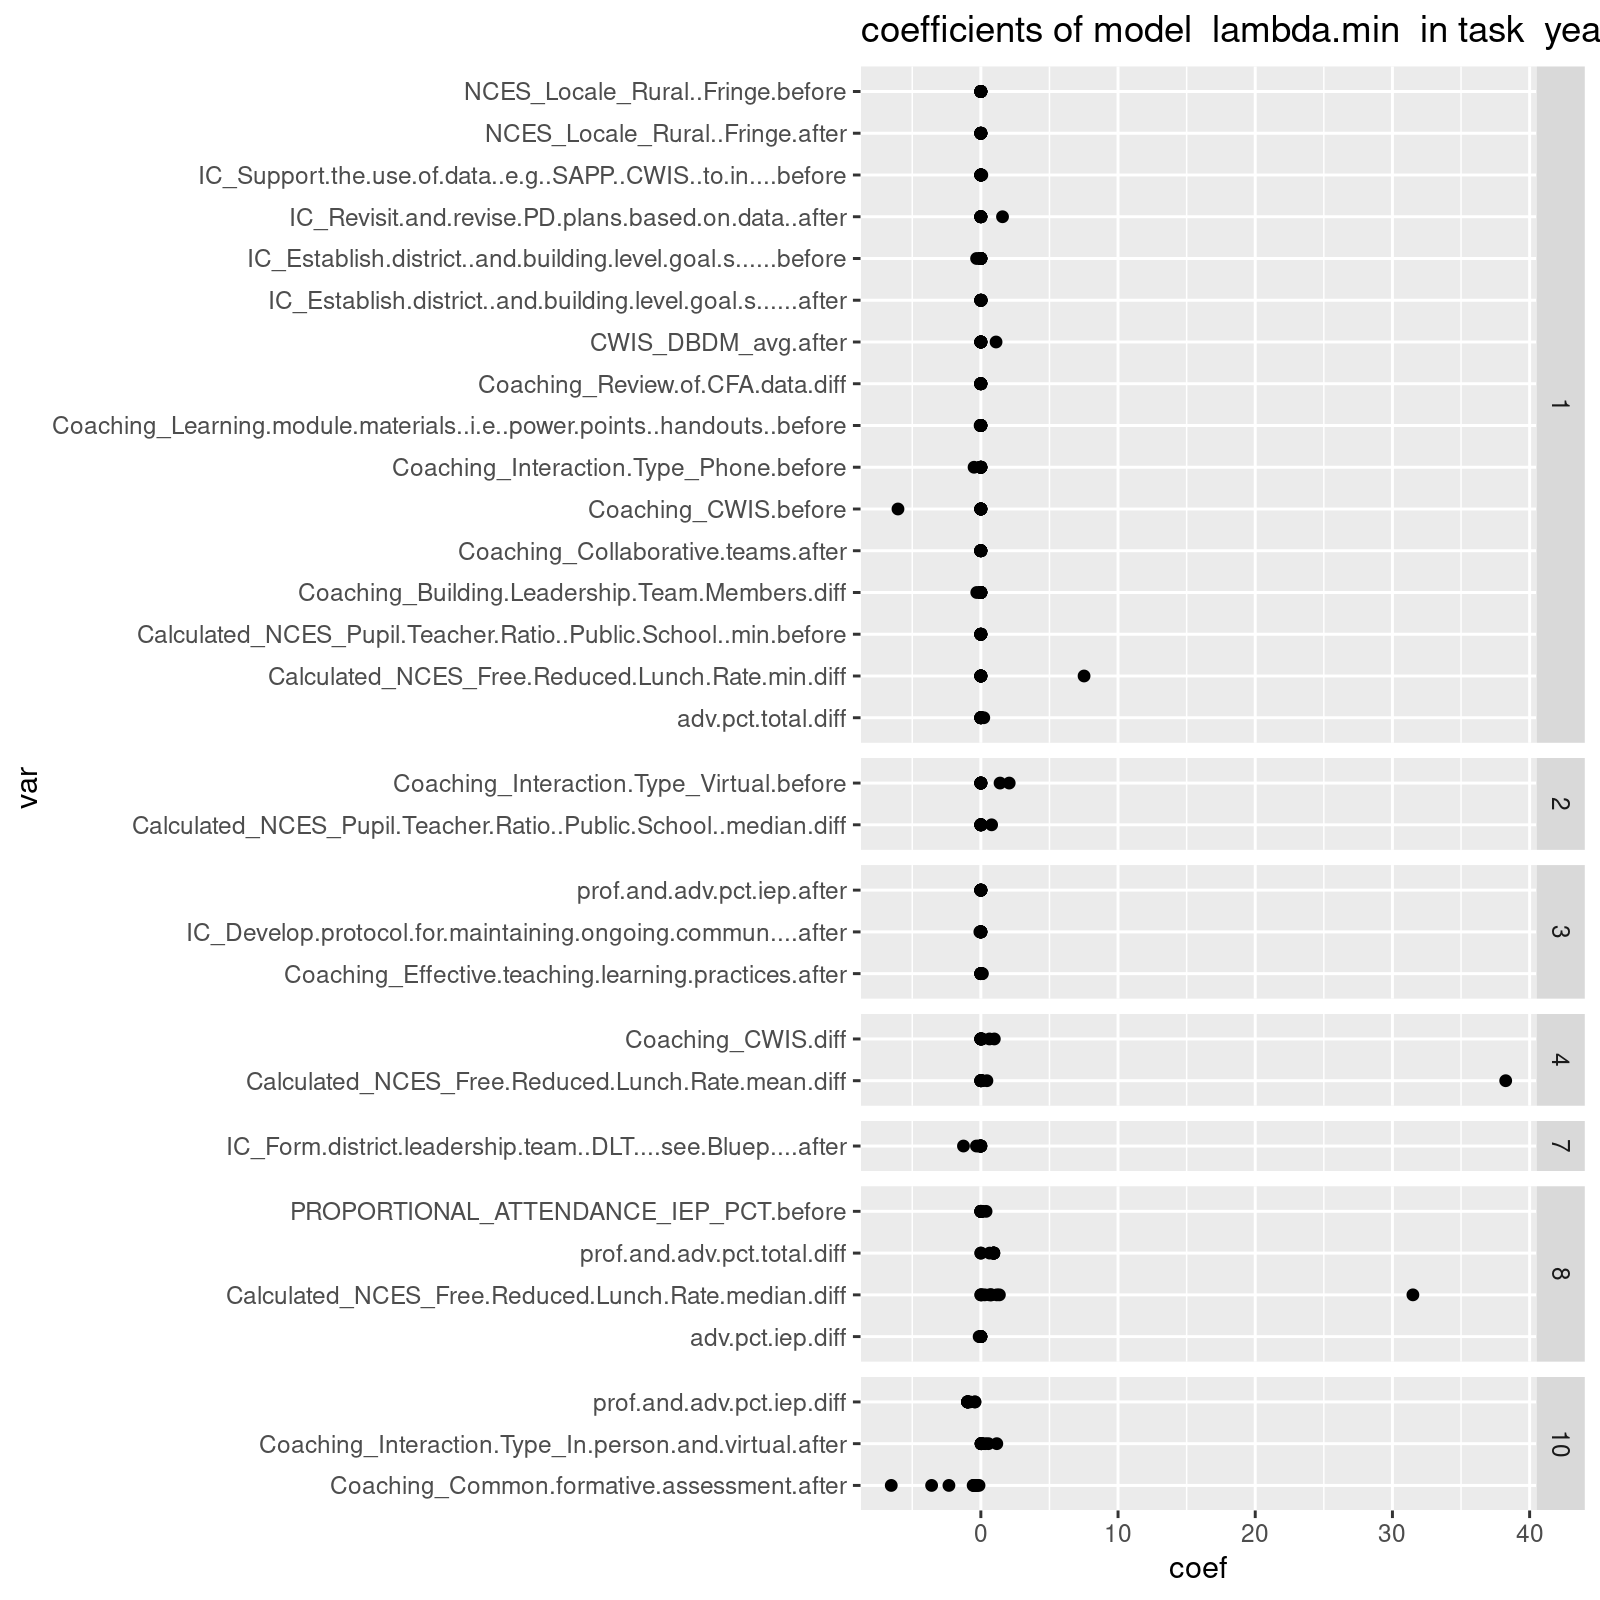 coefficients of model  lambda.min  in task  yea
NCES_Locale_Rural..Fringe.before
NCES_Locale_Rural..Fringe.after
IC_Support.the.use.of.data..e.g..SAPP..CWIS..to.in....before
IC_Revisit.and.revise.PD.plans.based.on.data..after
IC_Establish.district..and.building.level.goal.s......before
IC_Establish.district..and.building.level.goal.s......after
CWIS_DBDM_avg.after
Coaching_Review.of.CFA.data.diff
Coaching_Learning.module.materials..i.e..power.points..handouts..before
Coaching_Interaction.Type_Phone.before
Coaching_CWIS.before
Coaching_Collaborative.teams.after
Coaching_Building.Leadership.Team.Members.diff
Calculated_NCES_Pupil.Teacher.Ratio..Public.School..min.before
Calculated_NCES_Free.Reduced.Lunch.Rate.min.diff
adv.pct.total.diff
1
Coaching_Interaction.Type_Virtual.before
Calculated_NCES_Pupil.Teacher.Ratio..Public.School..median.diff
2
prof.and.adv.pct.iep.after
IC_Develop.protocol.for.maintaining.ongoing.commun....after
Coaching_Effective.teaching.learning.practices.after
3
Coaching_CWIS.diff
Calculated_NCES_Free.Reduced.Lunch.Rate.mean.diff
4
IC_Form.district.leadership.team..DLT....see.Bluep....after
7
PROPORTIONAL_ATTENDANCE_IEP_PCT.before
prof.and.adv.pct.total.diff
Calculated_NCES_Free.Reduced.Lunch.Rate.median.diff
adv.pct.iep.diff
8
prof.and.adv.pct.iep.diff
Coaching_Interaction.Type_In.person.and.virtual.after
Coaching_Common.formative.assessment.after
10
var
0 10 20 30 40
coef